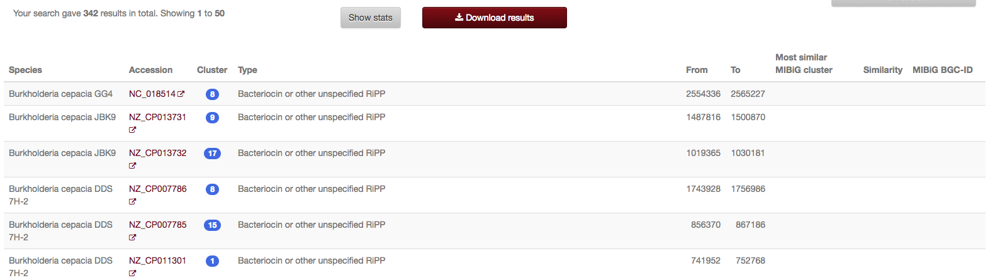 Your search gave 342 results in total. Showing 1 to 50
Show stats
Download results
Most similar
Species Accession Cluster Type From To MIBiG cluster Similarity MIBiG BGC-ID
Burkholderia cepacia GG4 NC_018514 8 Bacteriocin or other unspecified RiPP 2554336 2565227
Burkholderia cepacia JBK9 NZ_CP013731 9 Bacteriocin or other unspecified RiPP 1487816 1500870
Burkholderia cepacia JBK9 NZ_CP013732 17 Bacteriocin or other unspecified RiPP 1019365 1030181
Burkholderia cepacia DDS NZ_CP007786 8 Bacteriocin or other unspecified RiPP 1743928 1756986
7H-2
Burkholderia cepacia DDS NZ_CP007785 15 Bacteriocin or other unspecified RiPP 856370 867186
7H-2
Burkholderia cepacia DDS NZ_CP011301 1 Bacteriocin or other unspecified RiPP 741952 752768
7H-2